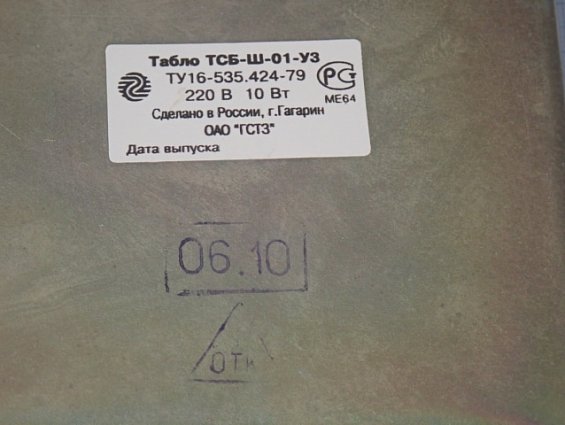 Табло ТСБ-Ш-01-У3
ТУ16-535.424-79
220 В 10 Вт
Сделано в России, г.Гагарин
ОАО "ГСТЗ"
Дата выпуска
РС
МЕ64
06.10
ОТК